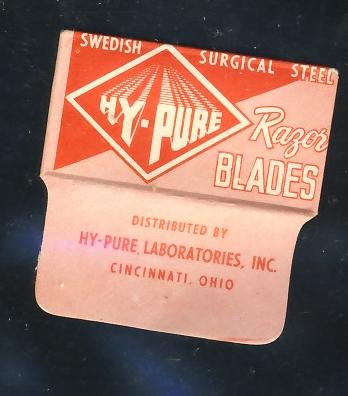 SWEDISH SURGICAL STEEL
HY-PURE
Razor
BLADES
DISTRIBUTED BY
HY-PURE LABORATORIES, INC.
CINCINNATI, OHIO